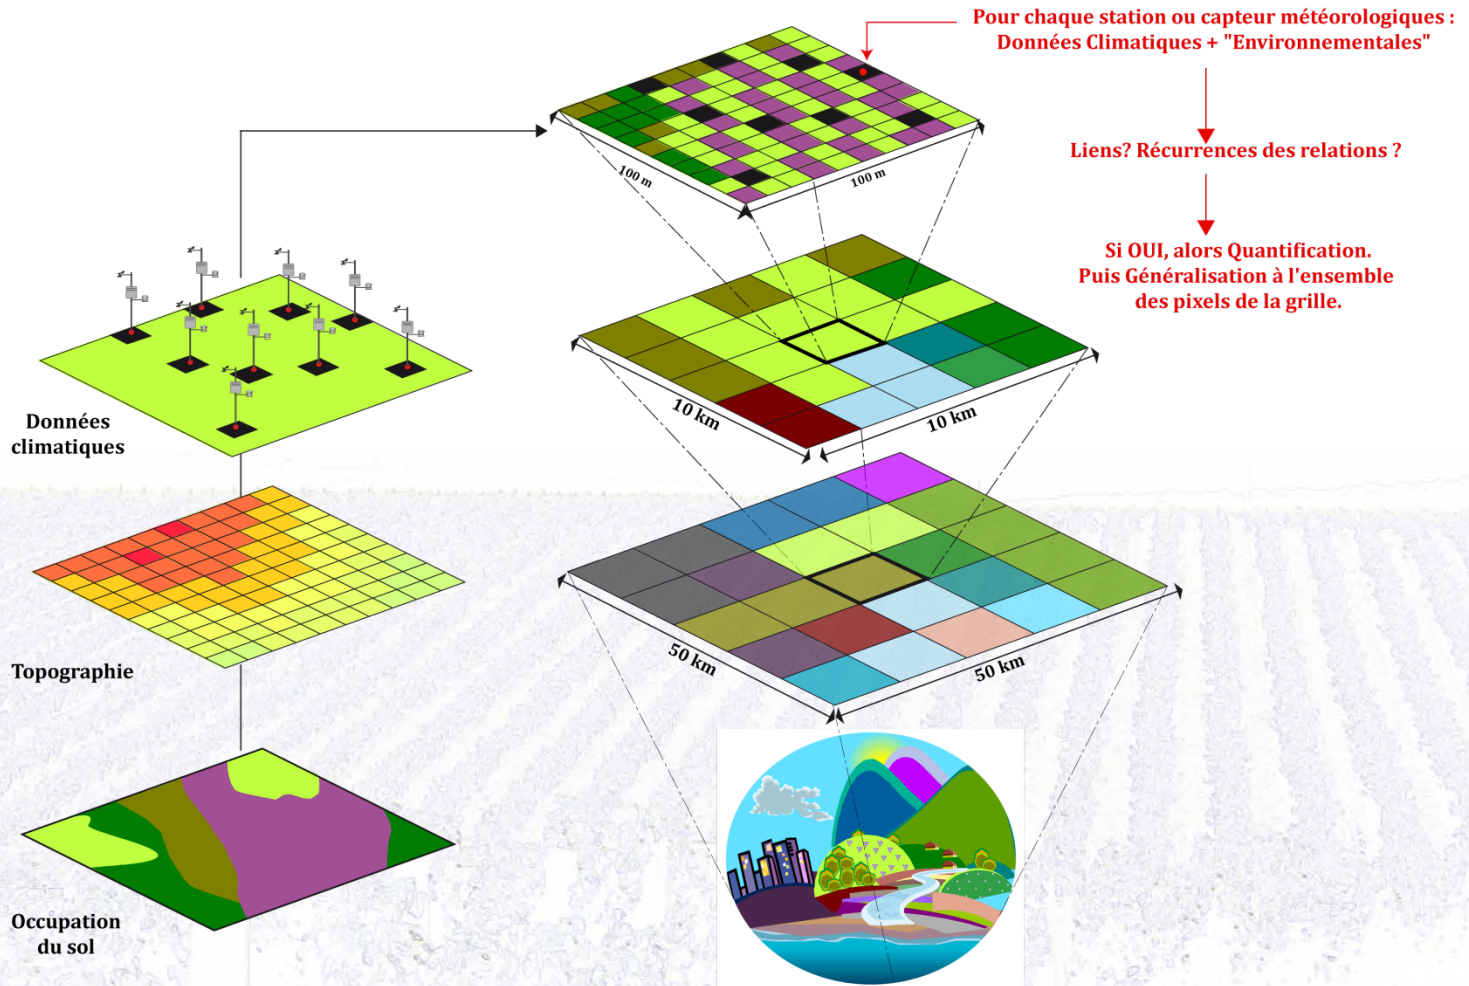 Pour chaque station ou capteur météorologiques :
Données Climatiques + "Environnementales"
Liens? Récurrences des relations ?
Si OUI, alors Quantification.
Puis Généralisation à l'ensemble
des pixels de la grille.
100 m
100 m
Données
climatiques
10 km
10 km
Topographie
50 km
50 km
Occupation
du sol